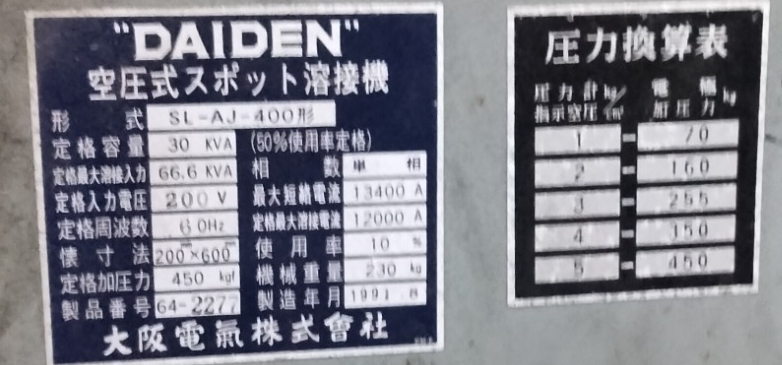 "DAIDEN"
空圧式スポット溶接機
形式 SL-AJ-400形
定格容量 30 KVA (50%使用率定格)
定格最大溶接入力 66.6 KVA 相数 単相
定格入力電圧 200 V 最大短絡電流 13400 A
定格周波数 60Hz 定格最大溶接電流 12000 A
懐寸法 200×600 使用率 10 %
定格加圧力 450 kgf 機械重量 230 kg
製品番号 64-2277 製造年月 1991.8
大阪電氣株式會社
圧力換算表
圧力計指示空圧 kg/cm² 電極加圧力 kg
1 - 70
2 - 160
3 - 255
4 - 350
5 - 450